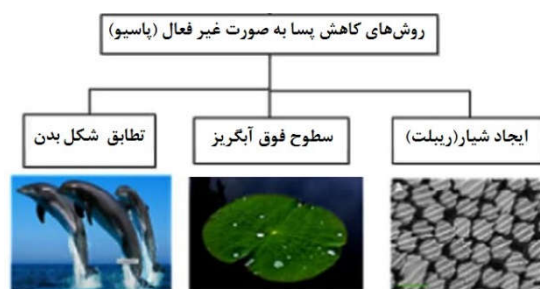 روش‌های کاهش پسا به صورت غیر فعال (پاسیو)
ایجاد شیار(ریبلت)
سطوح فوق آبگریز
تطابق شکل بدن